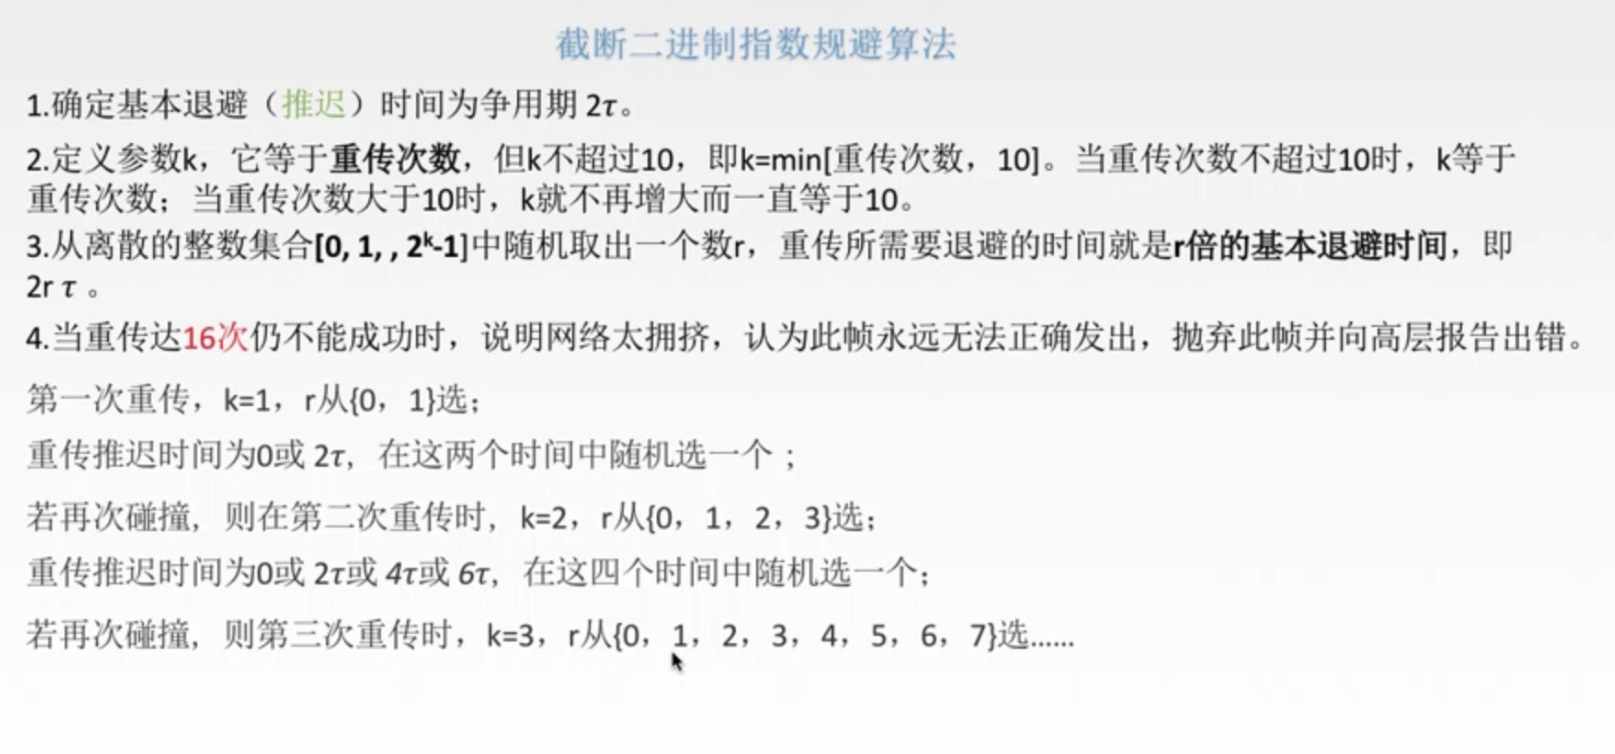 截断二进制指数规避算法
1.确定基本退避（推迟）时间为争用期 2τ。
2.定义参数k，它等于重传次数，但k不超过10，即k=min[重传次数，10]。当重传次数不超过10时，k等于
重传次数；当重传次数大于10时，k就不再增大而一直等于10。
3.从离散的整数集合[0, 1, , 2ᵏ-1]中随机取出一个数r，重传所需要退避的时间就是r倍的基本退避时间，即
2r τ 。
4.当重传达16次仍不能成功时，说明网络太拥挤，认为此帧永远无法正确发出，抛弃此帧并向高层报告出错。
第一次重传，k=1，r从{0，1}选；
重传推迟时间为0或 2τ，在这两个时间中随机选一个；
若再次碰撞，则在第二次重传时，k=2，r从{0，1，2，3}选；
重传推迟时间为0或 2τ或 4τ或 6τ，在这四个时间中随机选一个；
若再次碰撞，则第三次重传时，k=3，r从{0，1，2，3，4，5，6，7}选......